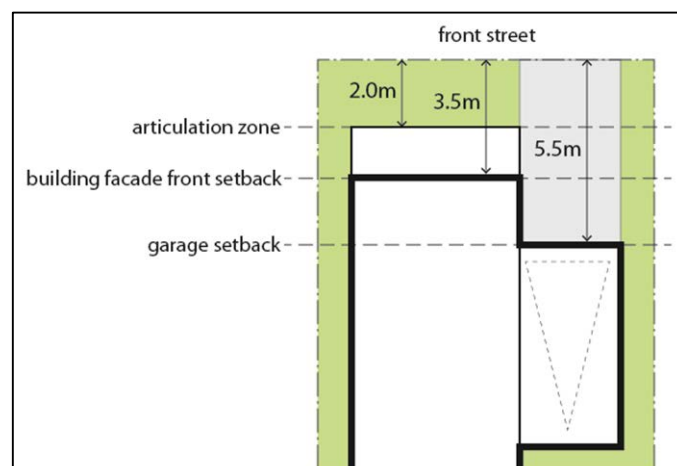 front street
2.0m
3.5m
articulation zone
5.5m
building facade front setback
garage setback